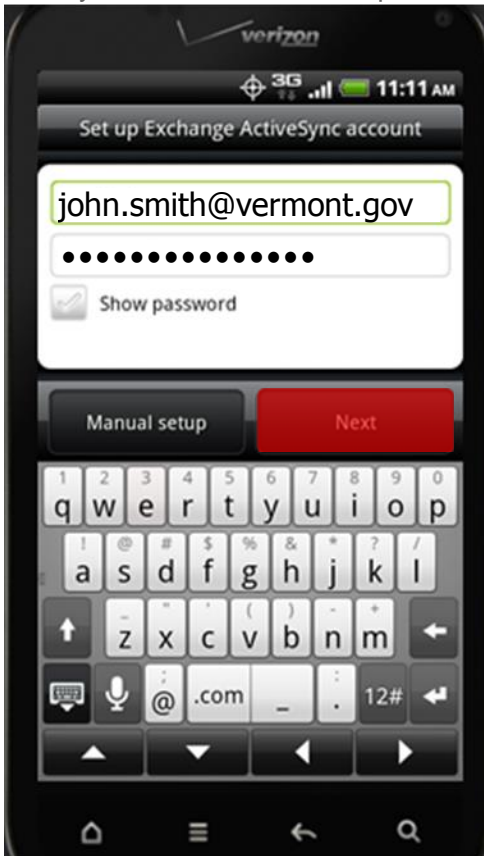 verizon
3G 11:11 AM
Set up Exchange ActiveSync account
john.smith@vermont.gov
•••••••••••••••
Show password
Manual setup Next
1 2 3 4 5 6 7 8 9 0
q w e r t y u i o p
! @ # $ % & * ? /
a s d f g h j k l
_ " ' ( ) - +
z x c v b n m
; :
@ .com _ . 12#